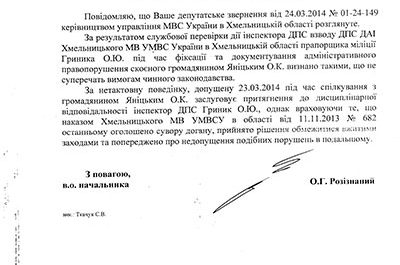 Повідомляю, що Ваше депутатське звернення від 24.03.2014 № 01-24-149
керівництвом управління МВС України в Хмельницькій області розглянуте.
За результатом службової перевірки дії інспектора ДПС взводу ДПС ДАІ
Хмельницького МВ УМВС України в Хмельницькій області прапорщика міліції
Гриника О.Ю. під час фіксації та документування адміністративного
правопорушення скоєного громадянином Яніцьким О.К. визнано такими, що не
суперечать вимогам чинного законодавства.
За нетактовну поведінку, допущену 23.03.2014 під час спілкування з
громадянином Яніцьким О.К. заслуговує притягнення до дисциплінарної
відповідальності інспектор ДПС Гриник О.Ю., однак враховуючи те, що
наказом Хмельницького МВ УМВСУ в області від 11.11.2013 № 682
останньому оголошено сувору догану, прийнято рішення обмежитися вжитими
заходами та попереджено про недопущення подібних порушень в подальшому.
З повагою,
в.о. начальника
О.Г. Розізнаний
вик.: Ткачук С.В.